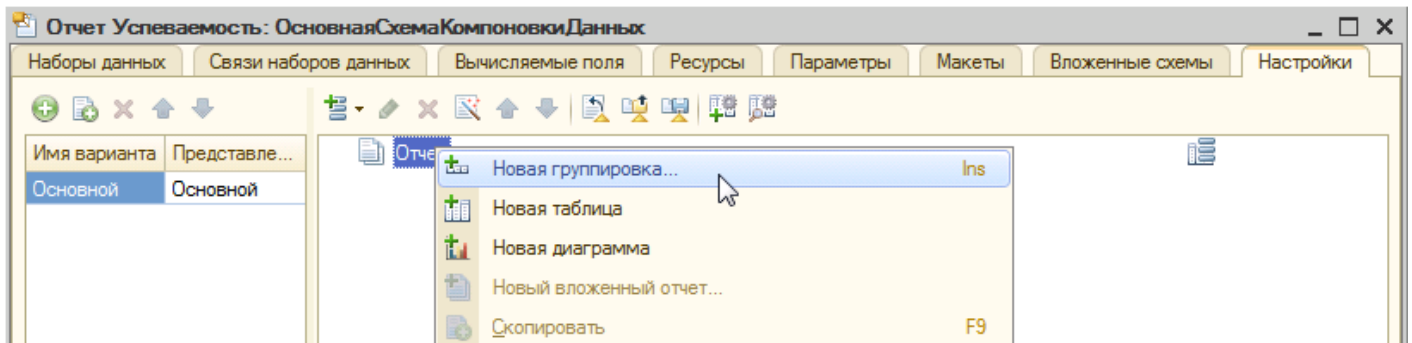 Отчет Успеваемость: ОсновнаяСхемаКомпоновкиДанных
Наборы данных Связи наборов данных Вычисляемые поля Ресурсы Параметры Макеты Вложенные схемы Настройки
Имя варианта Представле...
Основной Основной
Отче
Новая группировка... Ins
Новая таблица
Новая диаграмма
Новый вложенный отчет...
Скопировать F9